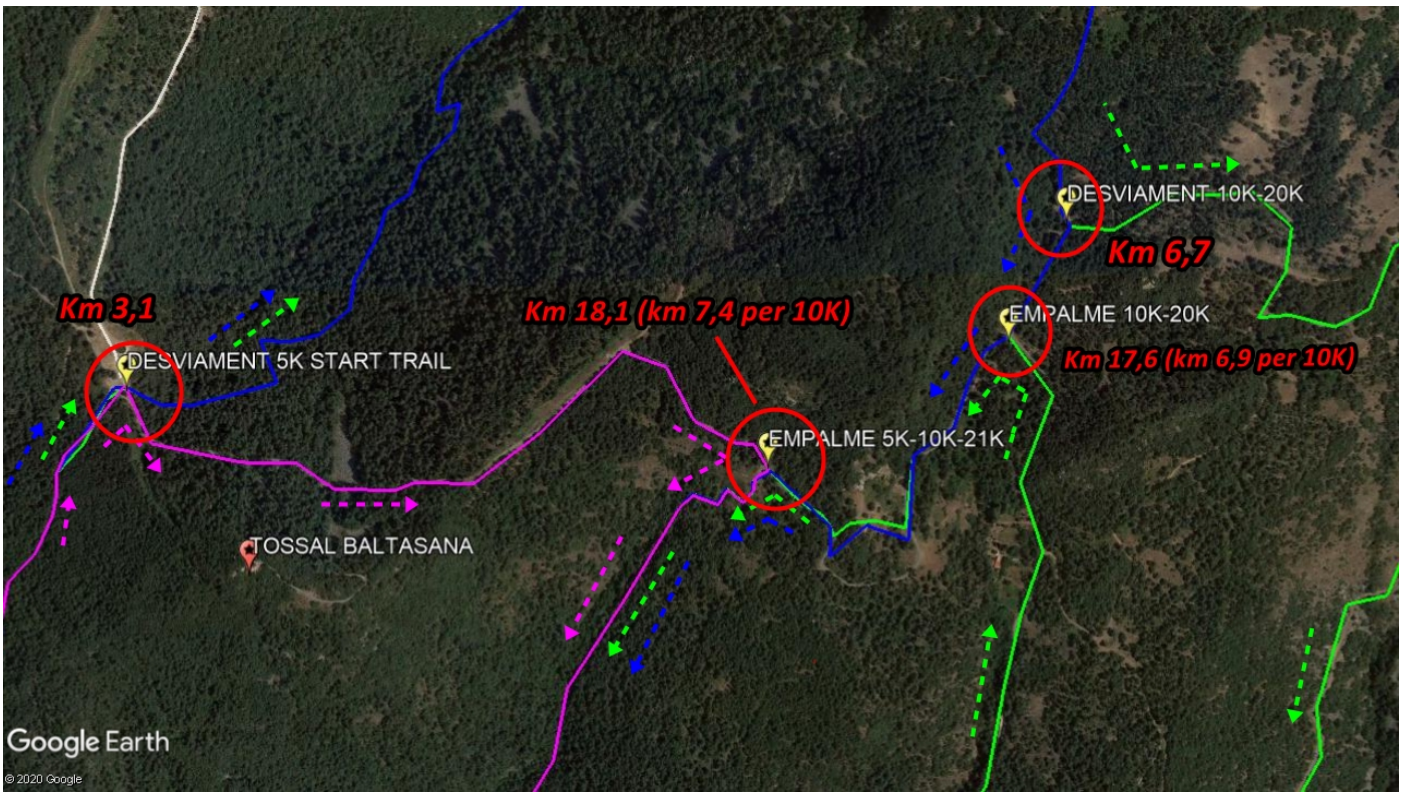 DESVIAMENT 10K-20K
Km 6,7
Km 3,1
Km 18,1 (km 7,4 per 10K)
EMPALME 10K-20K
Km 17,6 (km 6,9 per 10K)
DESVIAMENT 5K START TRAIL
EMPALME 5K-10K-21K
TOSSAL BALTASANA
Google Earth
© 2020 Google